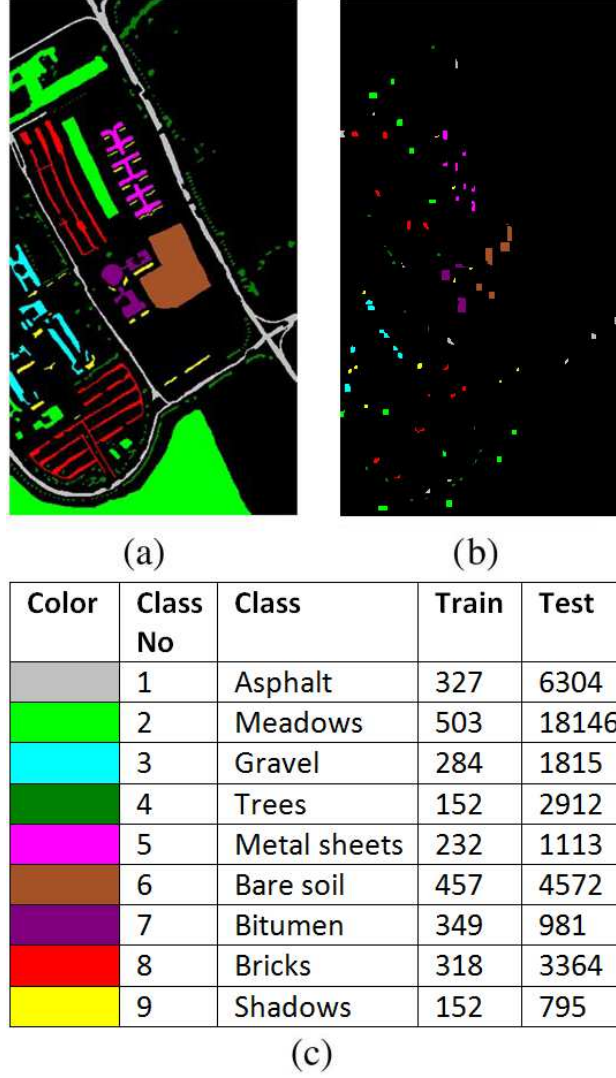 (a) (b)
Color Class No Class Train Test
1 Asphalt 327 6304
2 Meadows 503 18146
3 Gravel 284 1815
4 Trees 152 2912
5 Metal sheets 232 1113
6 Bare soil 457 4572
7 Bitumen 349 981
8 Bricks 318 3364
9 Shadows 152 795
(c)